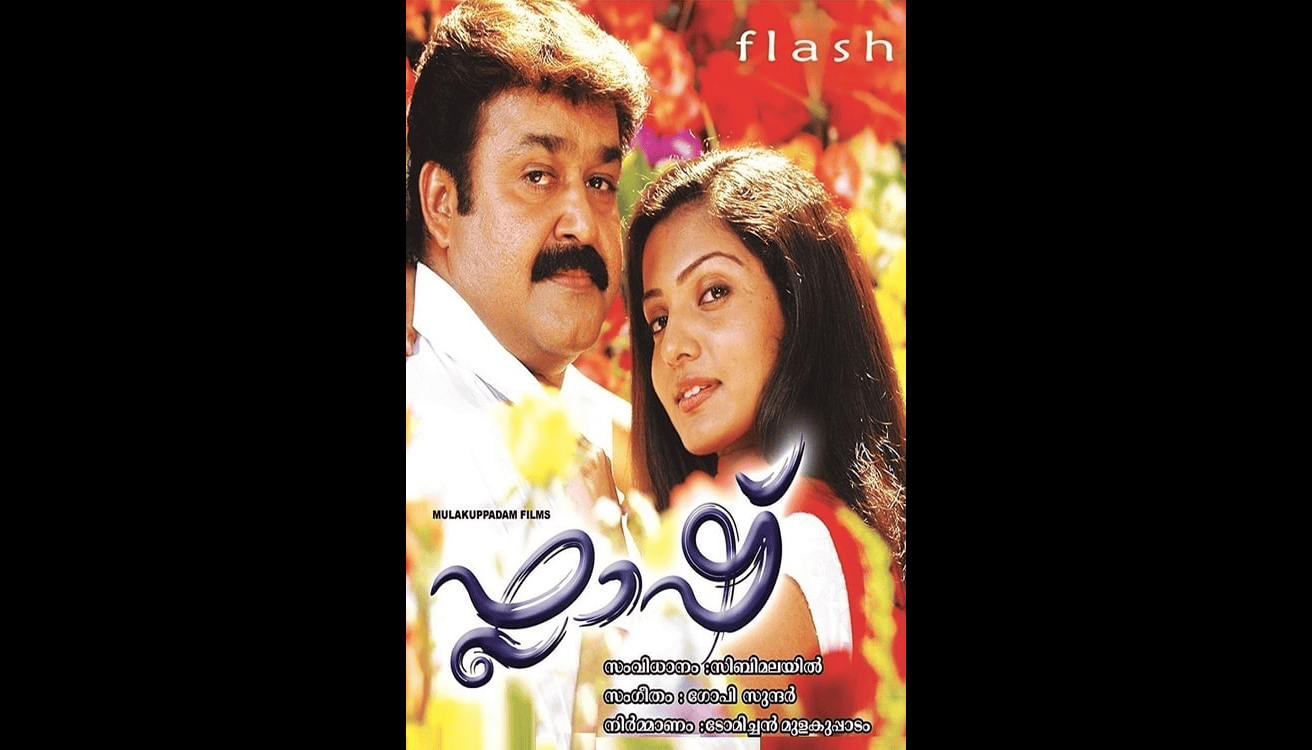 flash
MULAKUPPADAM FILMS
ഫ്ലാഷ്
സംവിധാനം :സിബിമലയിൽ
സംഗീതം : ഗോപി സുന്ദർ
നിർമ്മാണം :ടോമിച്ചൻ മുളകുപ്പാടം